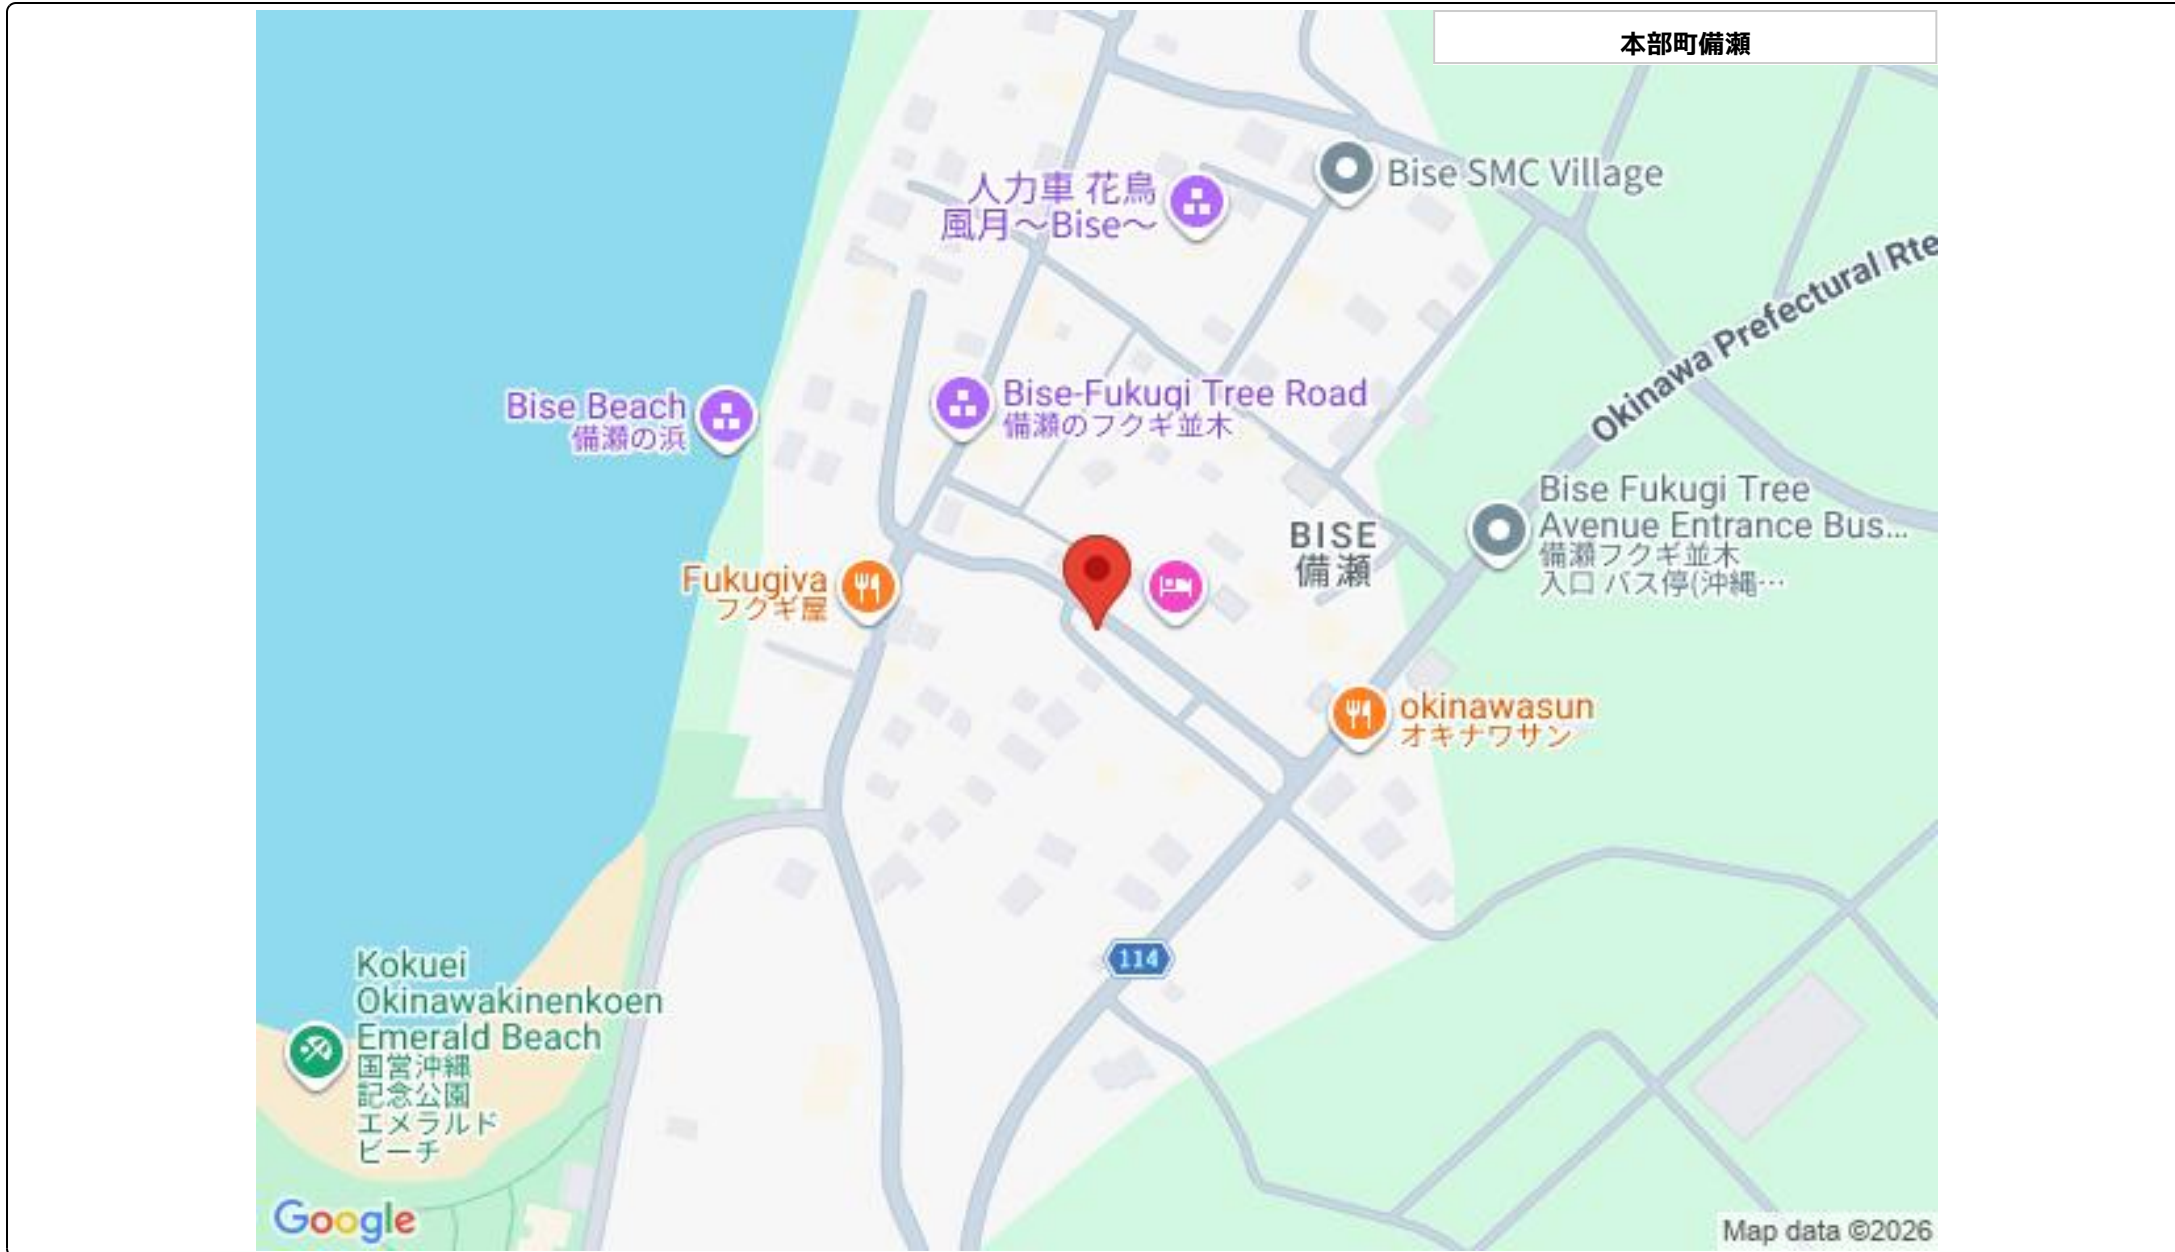 本部町備瀬
人力車 花鳥
風月～Bise～
Bise SMC Village
Okinawa Prefectural Rte
Bise Beach
備瀬の浜
Bise-Fukugi Tree Road
備瀬のフクギ並木
Bise Fukugi Tree
Avenue Entrance Bus...
備瀬フクギ並木
入口 バス停(沖縄…
BISE
備瀬
Fukugiya
フクギ屋
okinawasun
オキナワサン
114
Kokuei
Okinawakinenkoen
Emerald Beach
国営沖縄
記念公園
エメラルド
ビーチ
Google
Map data ©2026